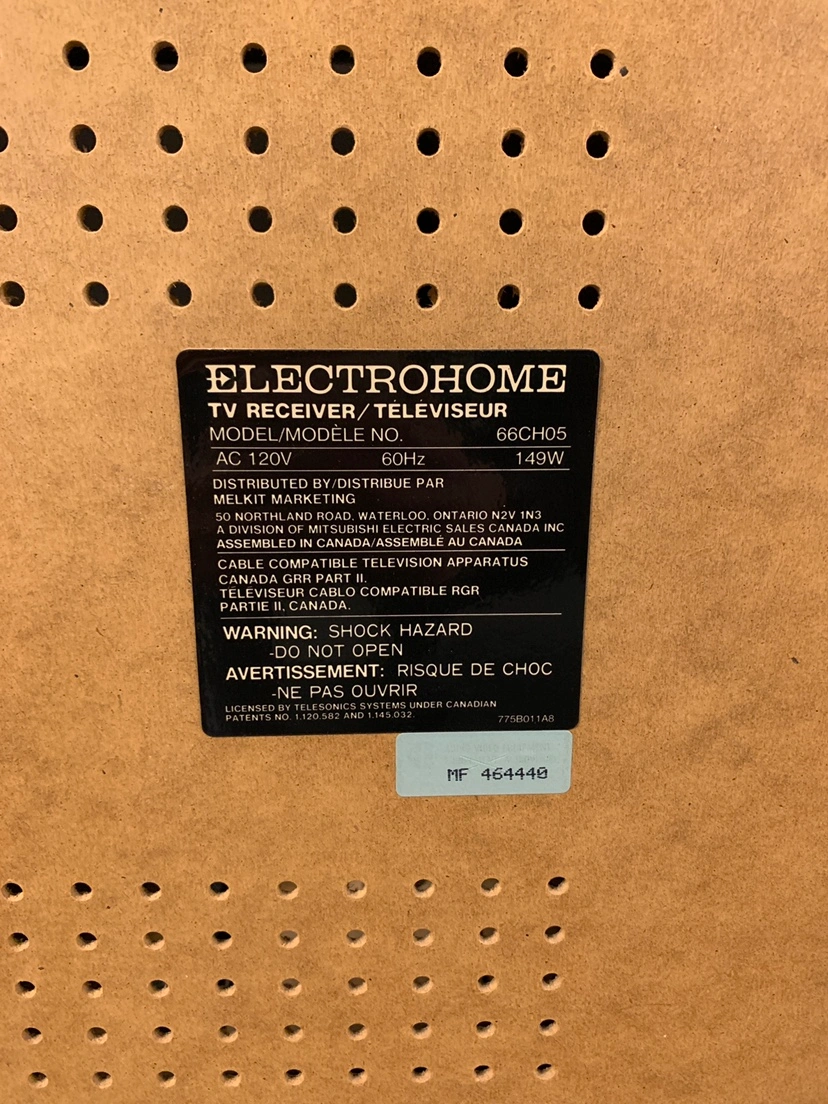 ELECTROHOME
TV RECEIVER/TÉLÉVISEUR
MODEL/MODÈLE NO. 66CH05
AC 120V 60Hz 149W
DISTRIBUTED BY/DISTRIBUE PAR
MELKIT MARKETING
50 NORTHLAND ROAD, WATERLOO, ONTARIO N2V 1N3
A DIVISION OF MITSUBISHI ELECTRIC SALES CANADA INC
ASSEMBLED IN CANADA/ASSEMBLÉ AU CANADA
CABLE COMPATIBLE TELEVISION APPARATUS
CANADA GRR PART II.
TÉLÉVISEUR CABLO COMPATIBLE RGR
PARTIE II, CANADA.
WARNING: SHOCK HAZARD
-DO NOT OPEN
AVERTISSEMENT: RISQUE DE CHOC
-NE PAS OUVRIR
LICENSED BY TELESONICS SYSTEMS UNDER CANADIAN
PATENTS NO. 1.120.582 AND 1.145.032. 775B011A8
MF 464440